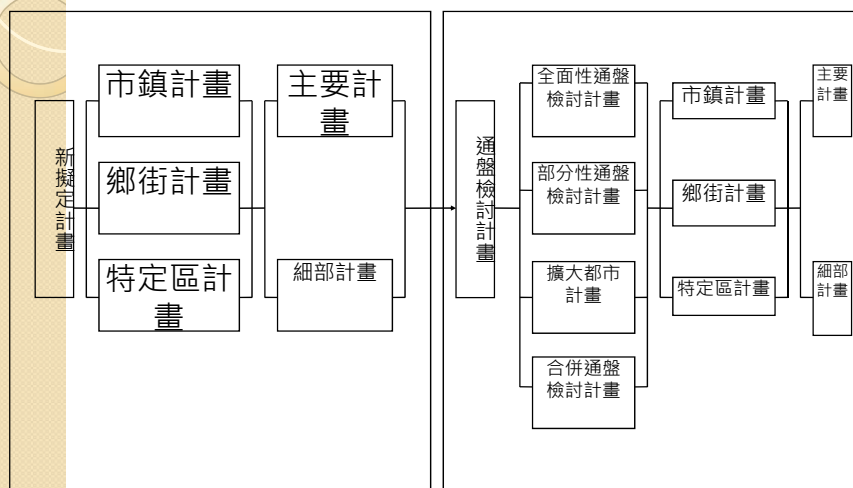 新擬定計畫
市鎮計畫
鄉街計畫
特定區計
畫
主要計
畫
細部計畫
通盤檢討計畫
全面性通盤
檢討計畫
部分性通盤
檢討計畫
擴大都市
計畫
合併通盤
檢討計畫
市鎮計畫
鄉街計畫
特定區計畫
主要
計畫
細部
計畫